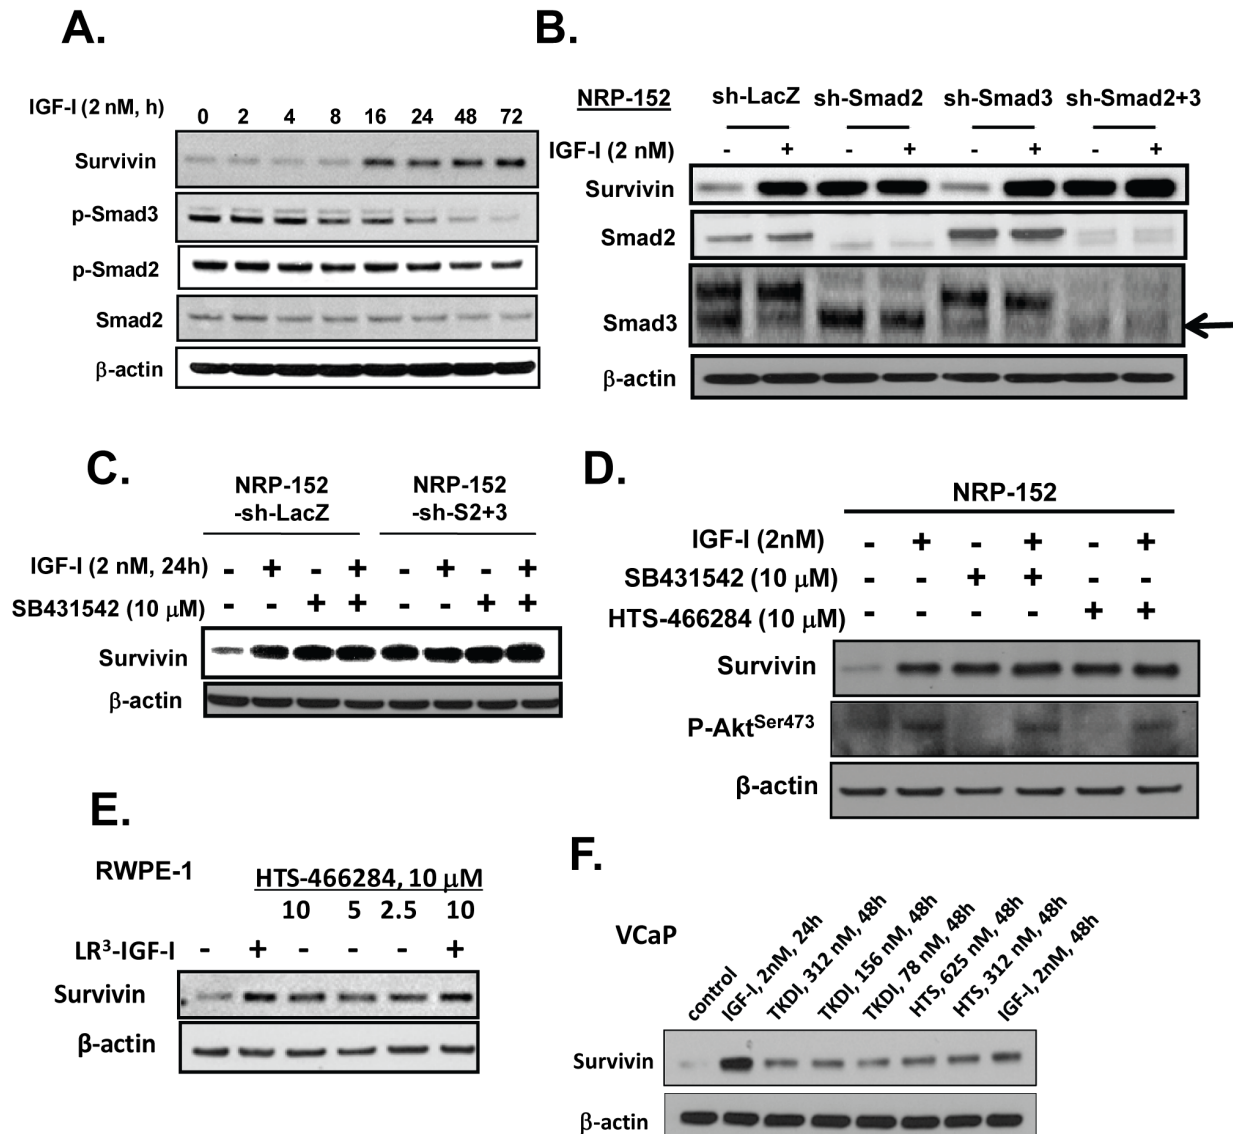 A.
IGF-I (2 nM, h) 0 2 4 8 16 24 48 72
Survivin
p-Smad3
p-Smad2
Smad2
β-actin
B.
NRP-152 sh-LacZ sh-Smad2 sh-Smad3 sh-Smad2+3
IGF-I (2 nM) - + - + - + - +
Survivin
Smad2
Smad3
β-actin
C.
NRP-152 NRP-152
-sh-LacZ -sh-S2+3
IGF-I (2 nM, 24h) - + - + - + - +
SB431542 (10 μM) - - + + - - + +
Survivin
β-actin
D.
NRP-152
IGF-I (2nM) - + - + - +
SB431542 (10 μM) - - + + - -
HTS-466284 (10 μM) - - - - + +
Survivin
P-AktSer473
β-actin
E.
RWPE-1
HTS-466284, 10 μM
10 5 2.5 10
LR3-IGF-I - + - - - +
Survivin
β-actin
F.
VCaP
control
IGF-I, 2nM, 24h
TKDI, 312 nM, 48h
TKDI, 156 nM, 48h
TKDI, 78 nM, 48h
HTS, 625 nM, 48h
HTS, 312 nM, 48h
IGF-I, 2nM, 48h
Survivin
β-actin